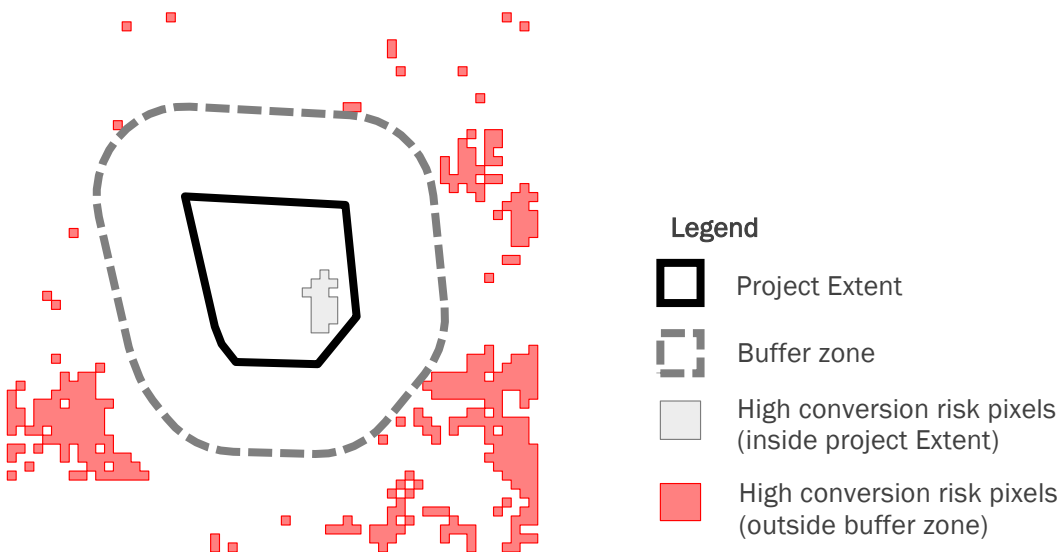 Legend
Project Extent
Buffer zone
High conversion risk pixels
(inside project Extent)
High conversion risk pixels
(outside buffer zone)